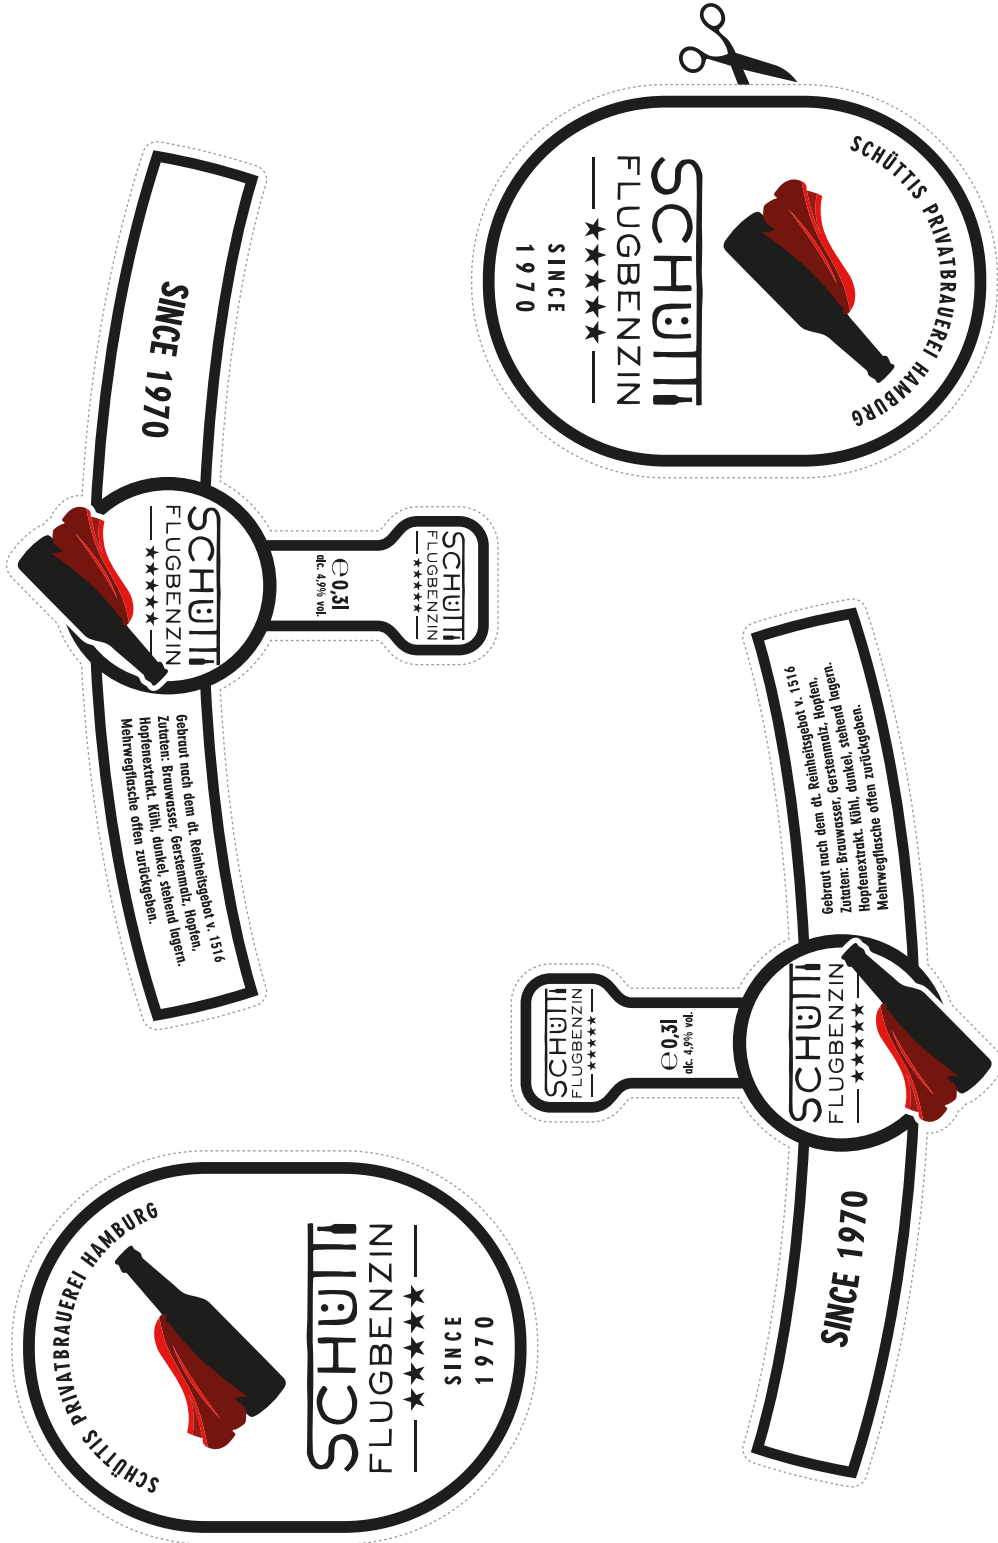 SCHÜTTIS PRIVATBRAUEREI HAMBURG
SCHÜTTI
FLUGBENZIN
★★★★★
SINCE
1970
SINCE 1970
SCHÜTTI
FLUGBENZIN
★★★★★
Gebraut nach dem dt. Reinheitsgebot v. 1516
Zutaten: Brauwasser, Gerstenmalz, Hopfen,
Hopfenextrakt. Kühl, dunkel, stehend lagern.
Mehrwegflasche offen zurückgeben.
℮ 0,3l
alc. 4,9% vol.
SCHÜTTI
FLUGBENZIN
★★★★★
Gebraut nach dem dt. Reinheitsgebot v. 1516
Zutaten: Brauwasser, Gerstenmalz, Hopfen,
Hopfenextrakt. Kühl, dunkel, stehend lagern.
Mehrwegflasche offen zurückgeben.
SCHÜTTI
FLUGBENZIN
★★★★★
SINCE 1970
℮ 0,3l
alc. 4,9% vol.
SCHÜTTI
FLUGBENZIN
★★★★★
SCHÜTTIS PRIVATBRAUEREI HAMBURG
SCHÜTTI
FLUGBENZIN
★★★★★
SINCE
1970